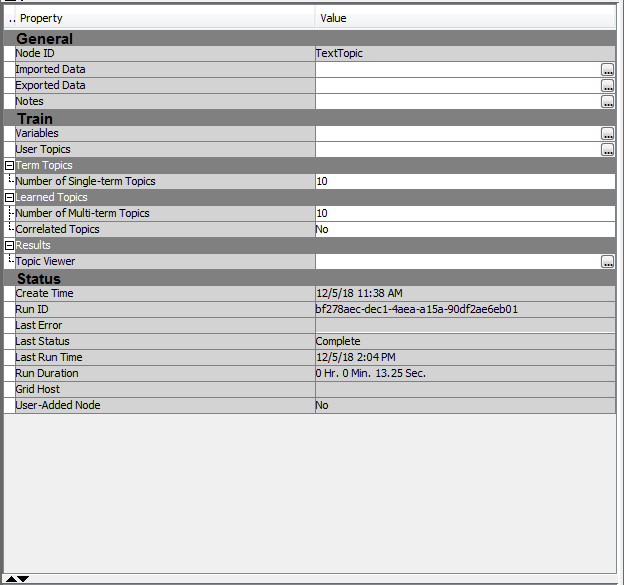 .. Property Value
General
Node ID TextTopic
Imported Data ...
Exported Data ...
Notes ...
Train
Variables ...
User Topics ...
Term Topics
Number of Single-term Topics 10
Learned Topics
Number of Multi-term Topics 10
Correlated Topics No
Results
Topic Viewer ...
Status
Create Time 12/5/18 11:38 AM
Run ID bf278aec-dec1-4aea-a15a-90df2ae6eb01
Last Error
Last Status Complete
Last Run Time 12/5/18 2:04 PM
Run Duration 0 Hr. 0 Min. 13.25 Sec.
Grid Host
User-Added Node No